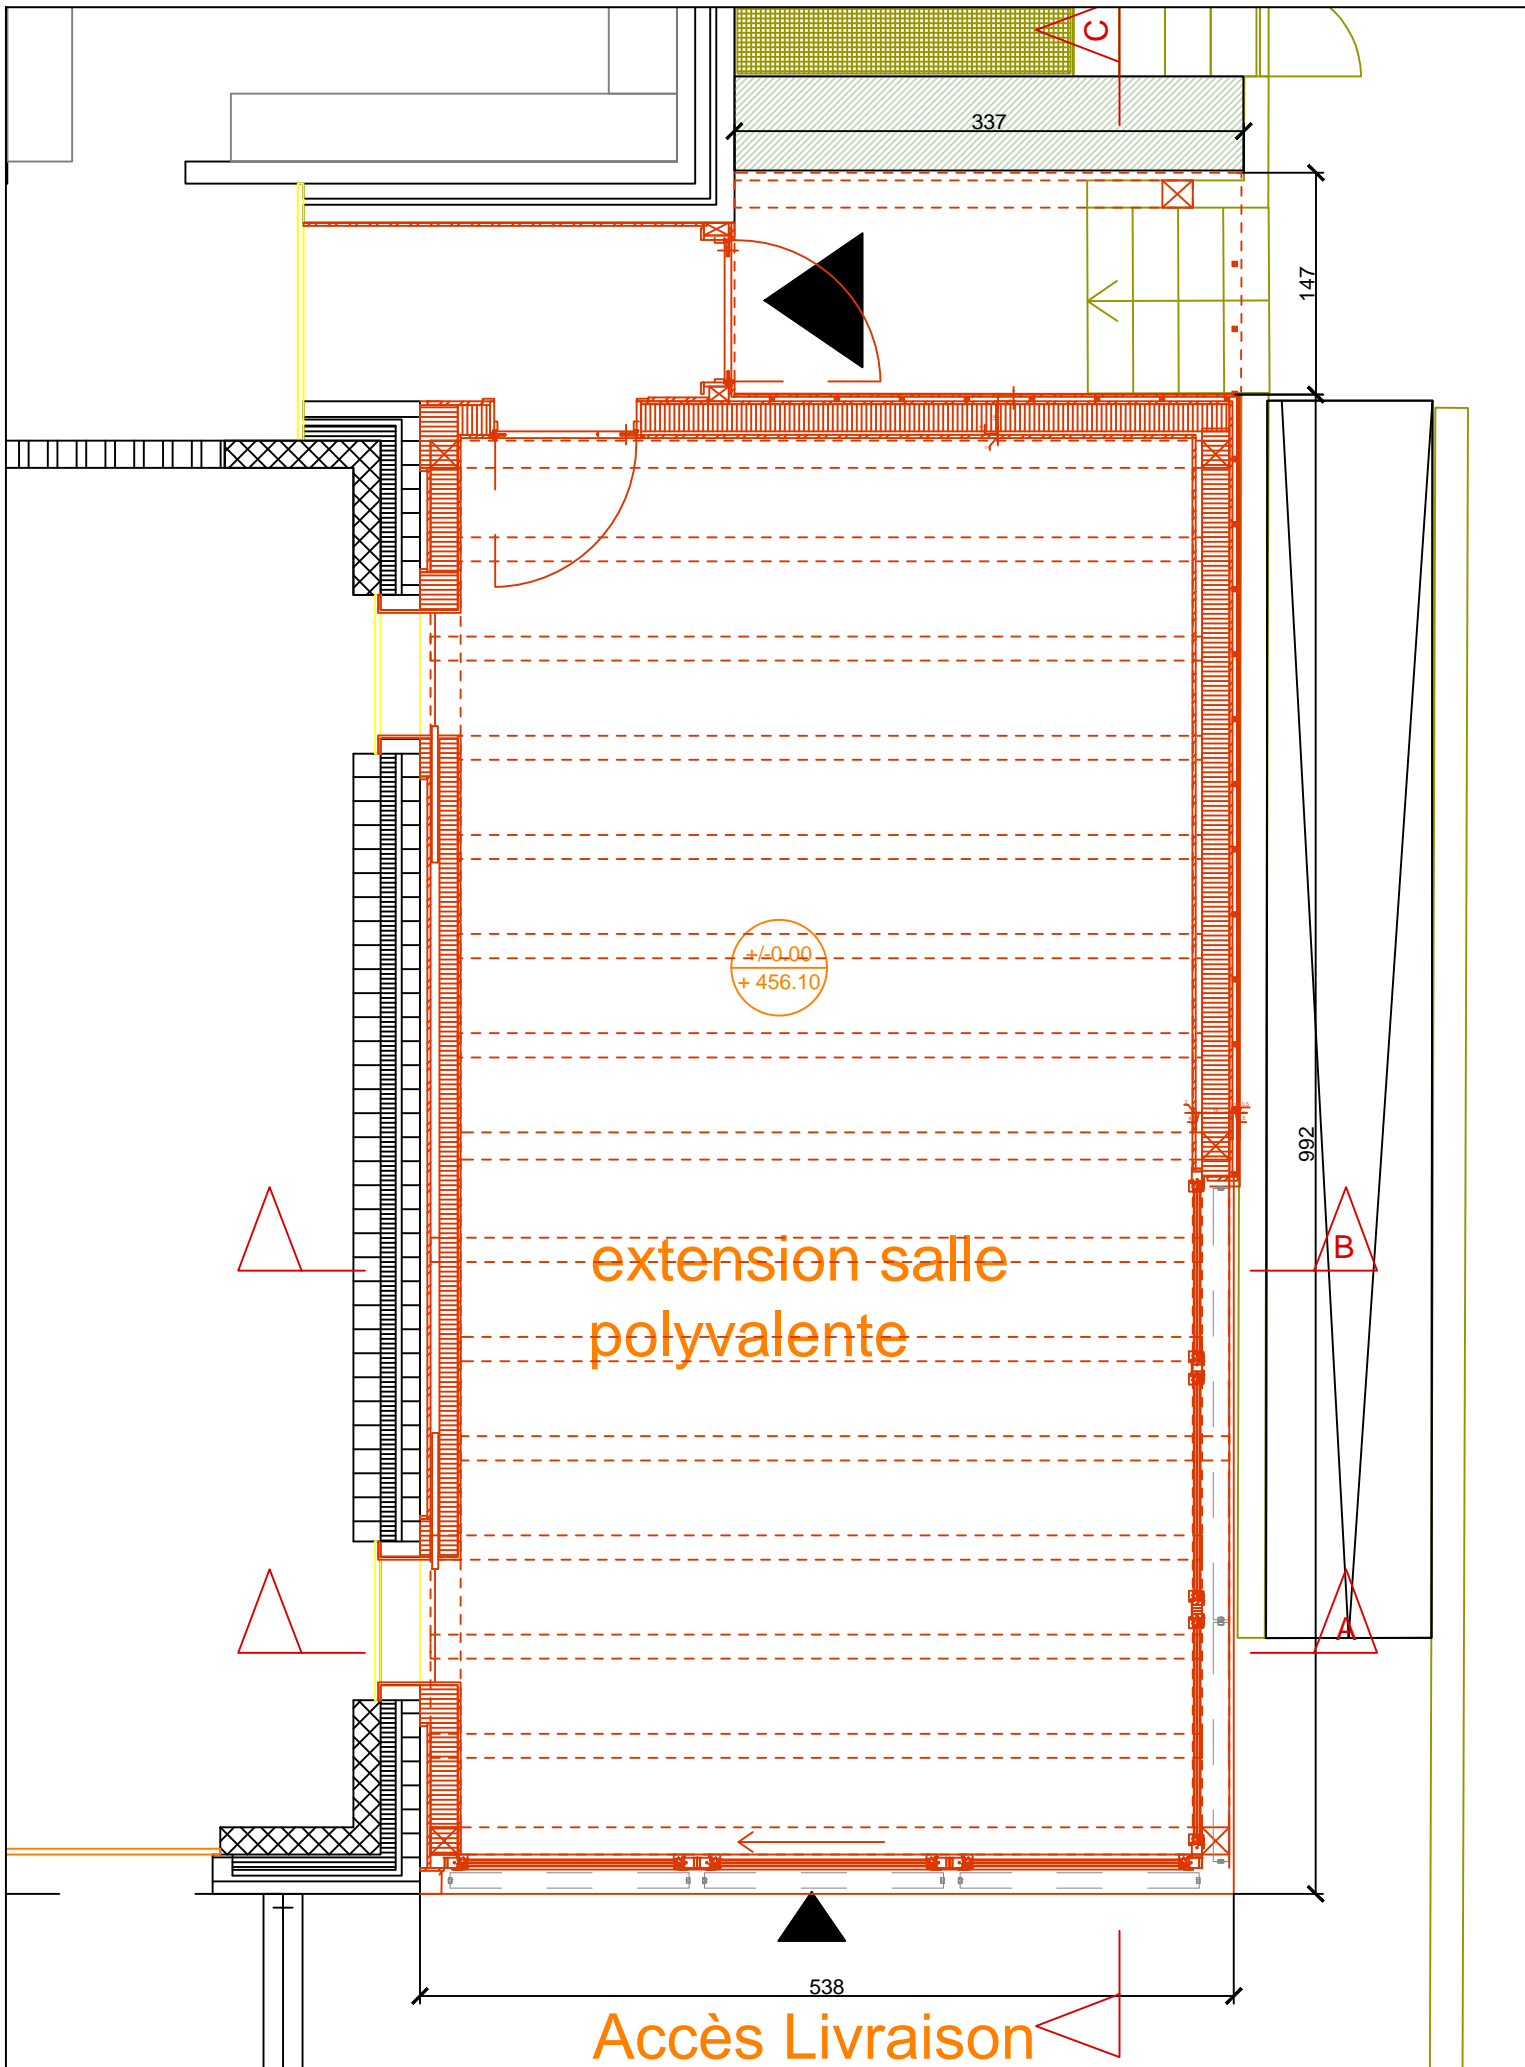 C
337
147
+/-0.00
+ 456.10
992
B
extension salle
polyvalente
A
538
Accès Livraison